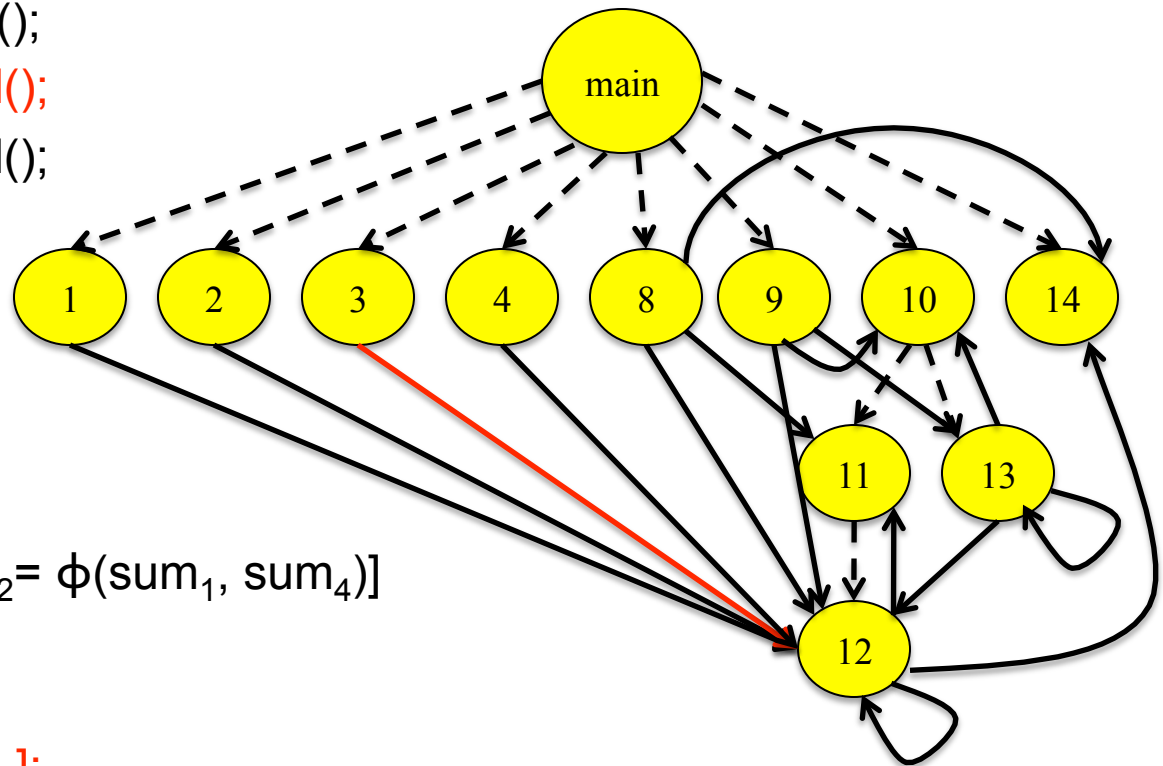 ();
l();
l();
main
1 2 3 4 8 9 10 14
11 13
₂= ϕ(sum₁, sum₄)]
12
];